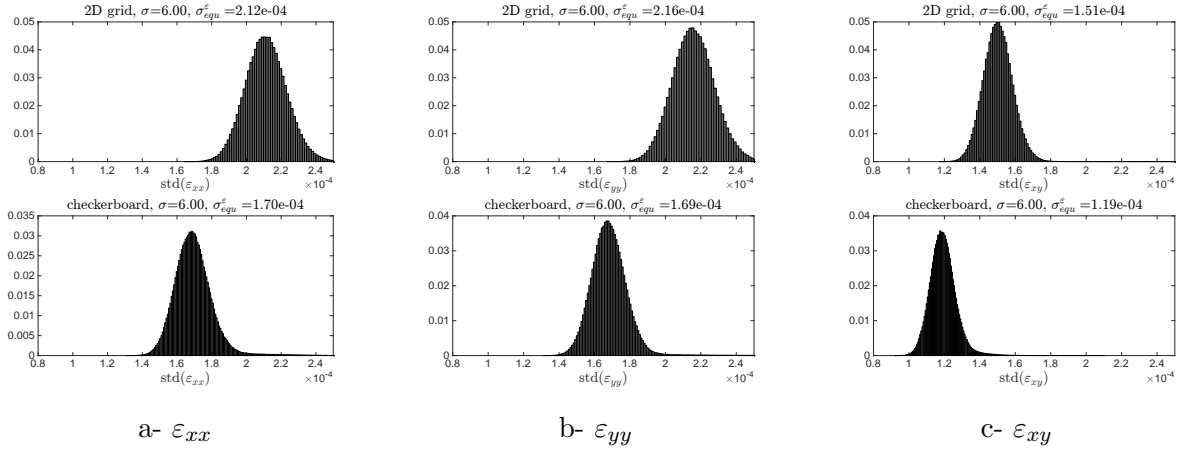 2D grid, σ=6.00, σ^ε_equ =2.12e-04
0.05
0.04
0.03
0.02
0.01
0
0.8 1 1.2 1.4 1.6 1.8 2 2.2 2.4
std(ε_xx) ×10^-4
checkerboard, σ=6.00, σ^ε_equ =1.70e-04
0.035
0.03
0.025
0.02
0.015
0.01
0.005
0
0.8 1 1.2 1.4 1.6 1.8 2 2.2 2.4
std(ε_xx) ×10^-4
a- ε_xx
2D grid, σ=6.00, σ^ε_equ =2.16e-04
0.05
0.04
0.03
0.02
0.01
0
0.8 1 1.2 1.4 1.6 1.8 2 2.2 2.4
std(ε_yy) ×10^-4
checkerboard, σ=6.00, σ^ε_equ =1.69e-04
0.04
0.03
0.02
0.01
0
0.8 1 1.2 1.4 1.6 1.8 2 2.2 2.4
std(ε_yy) ×10^-4
b- ε_yy
2D grid, σ=6.00, σ^ε_equ =1.51e-04
0.05
0.04
0.03
0.02
0.01
0
0.8 1 1.2 1.4 1.6 1.8 2 2.2 2.4
std(ε_xy) ×10^-4
checkerboard, σ=6.00, σ^ε_equ =1.19e-04
0.04
0.03
0.02
0.01
0
0.8 1 1.2 1.4 1.6 1.8 2 2.2 2.4
std(ε_xy) ×10^-4
c- ε_xy